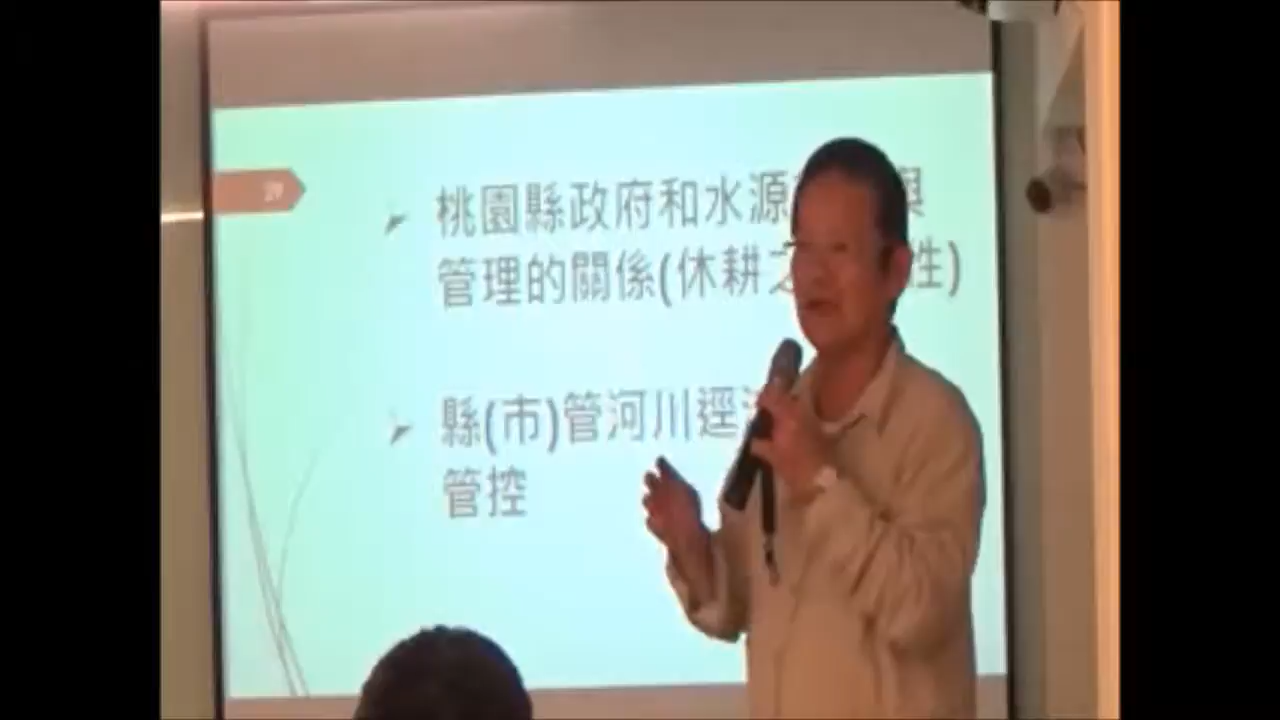 桃園縣政府和水源 與
管理的關係(休耕之 性)
縣(市)管河川逕
管控